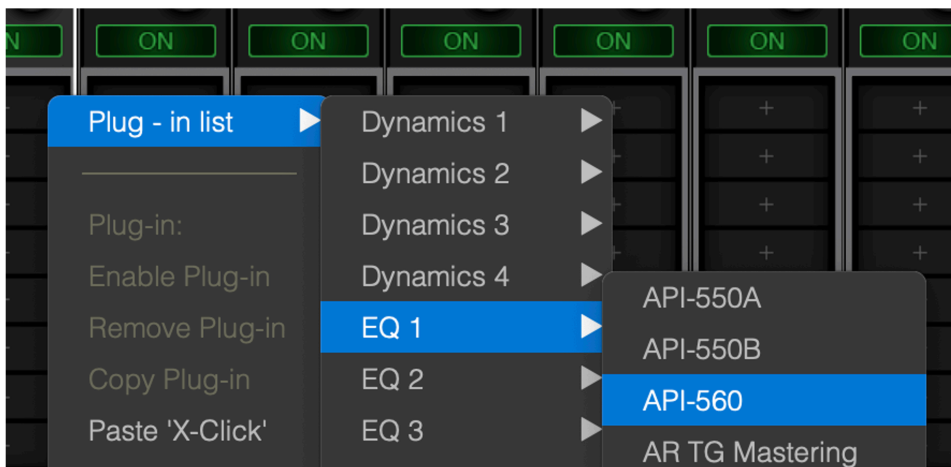 N ON ON ON ON ON ON
Plug - in list
Plug-in:
Enable Plug-in
Remove Plug-in
Copy Plug-in
Paste 'X-Click'
Dynamics 1
Dynamics 2
Dynamics 3
Dynamics 4
EQ 1
EQ 2
EQ 3
API-550A
API-550B
API-560
AR TG Mastering